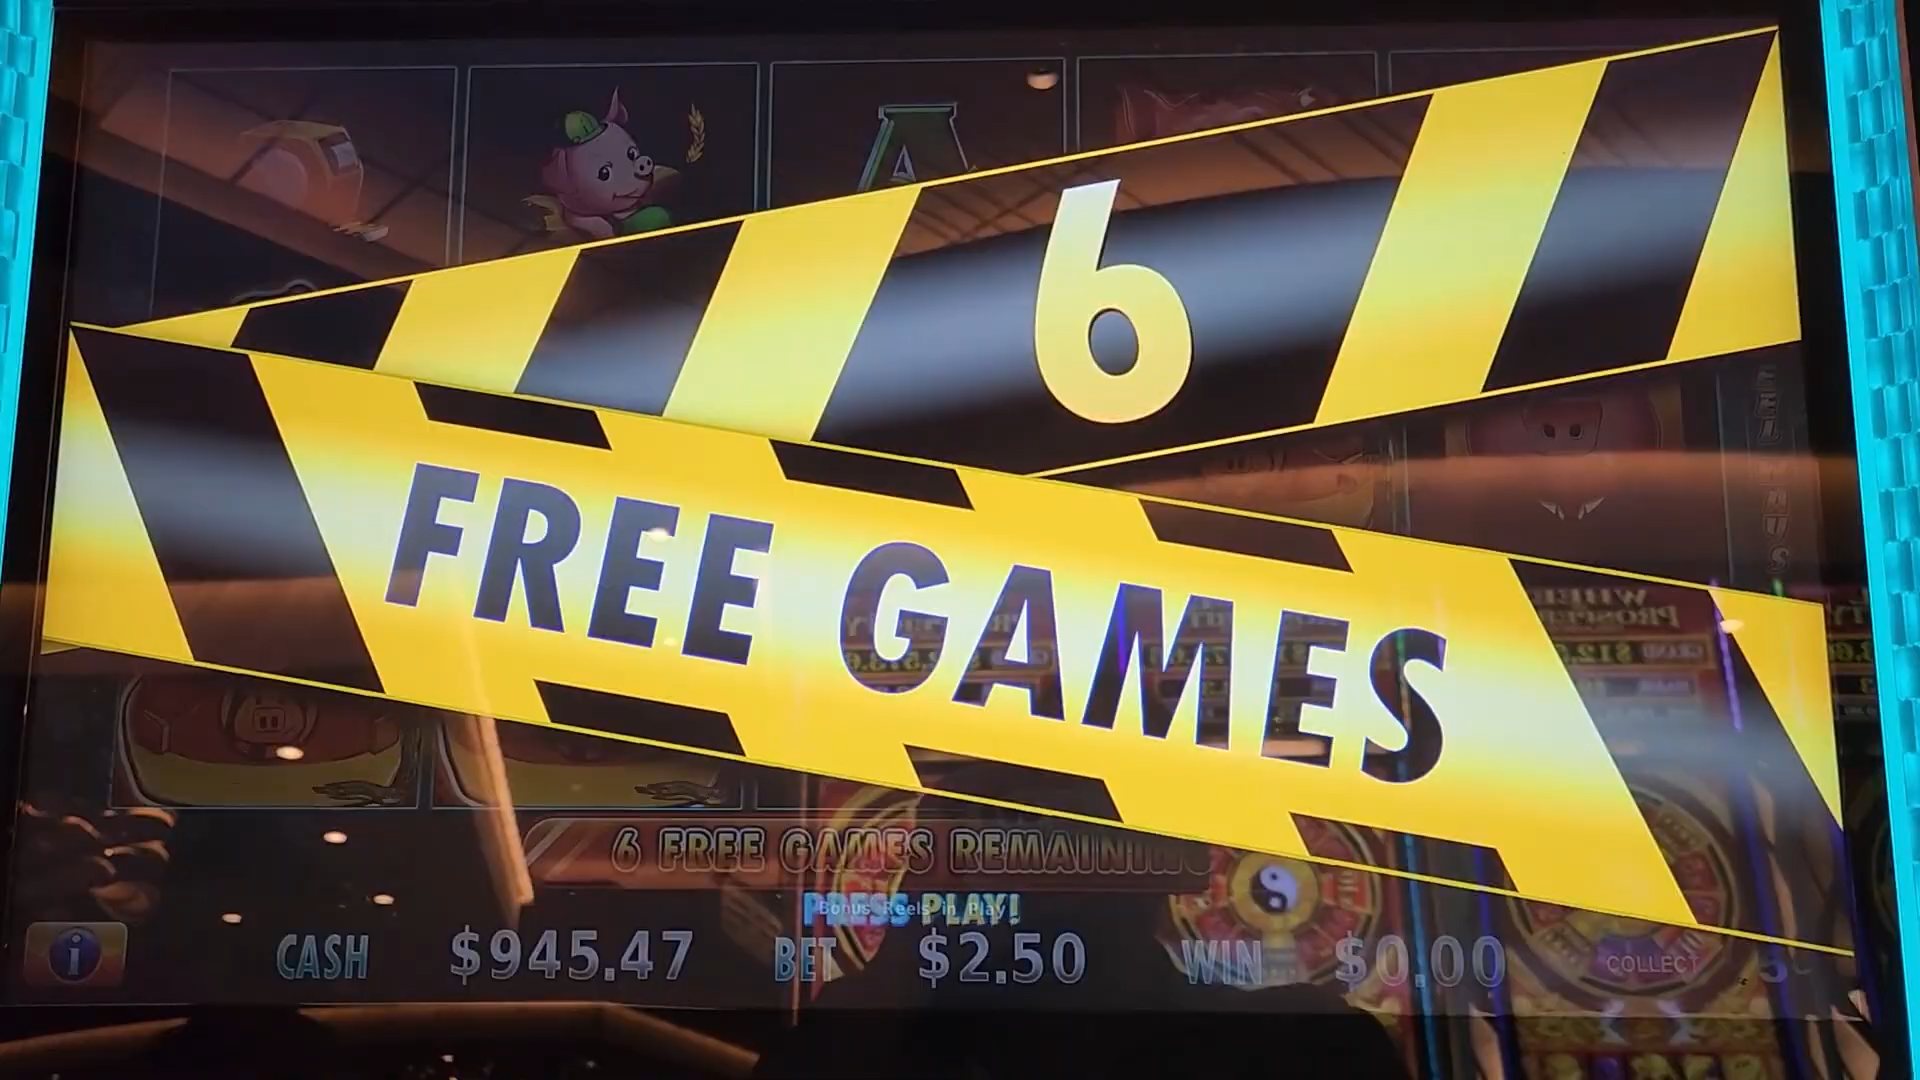 A
6
FREE GAMES
6 FREE GAMES REMAINING
PRESS PLAY!
Bonus Reels in Play
CASH $945.47 BET $2.50 WIN $0.00 COLLECT 5¢